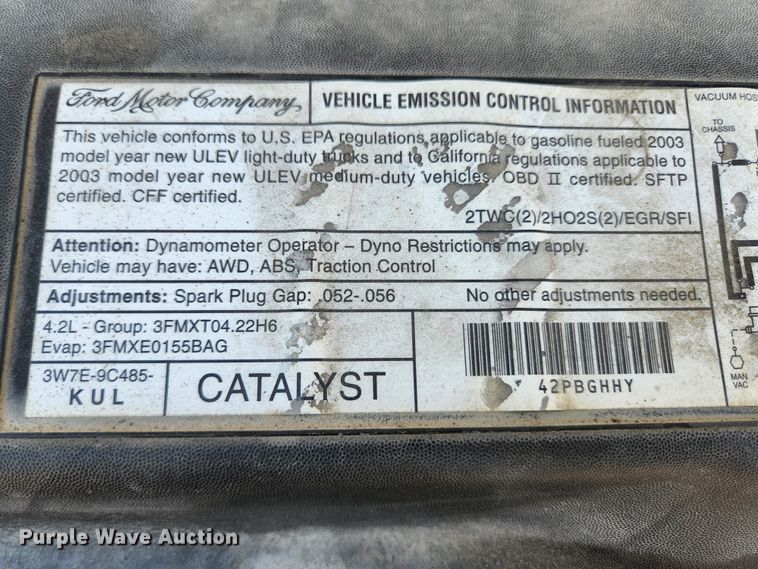 Ford Motor Company
VEHICLE EMISSION CONTROL INFORMATION
This vehicle conforms to U.S. EPA regulations applicable to gasoline fueled 2003
model year new ULEV light-duty trucks and to California regulations applicable to
2003 model year new ULEV medium-duty vehicles. OBD II certified. SFTP
certified. CFF certified.
2TWC(2)/2HO2S(2)/EGR/SFI
Attention: Dynamometer Operator – Dyno Restrictions may apply.
Vehicle may have: AWD, ABS, Traction Control
Adjustments: Spark Plug Gap: .052-.056
No other adjustments needed.
4.2L - Group: 3FMXT04.22H6
Evap: 3FMXE0155BAG
3W7E-9C485-
KUL
CATALYST
42PBGHHY
VACUUM HOS
TO
CHASSIS
MAN
VAC
Purple Wave Auction